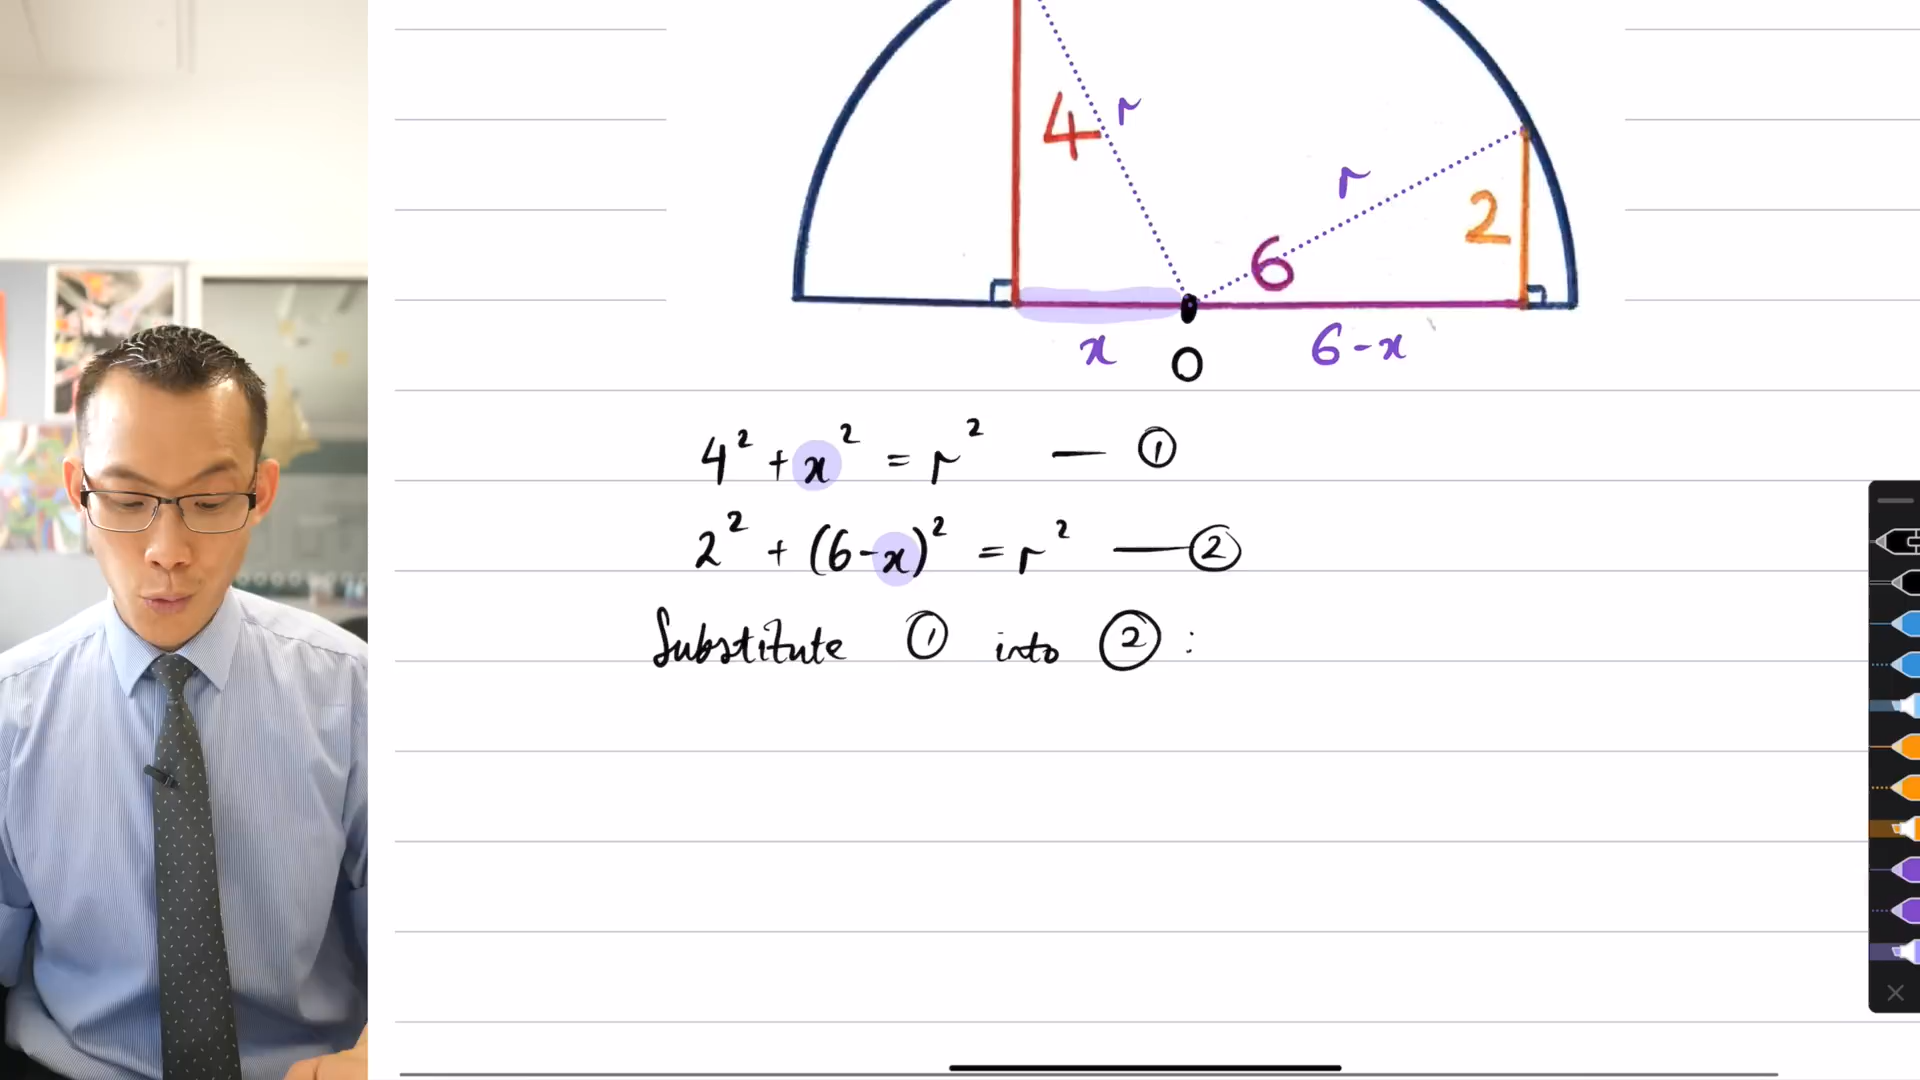 4 r
r
2
6
x 6-x
O
4² + x² = r² — ①
2² + (6-x)² = r² — ②
Substitute ① into ② :